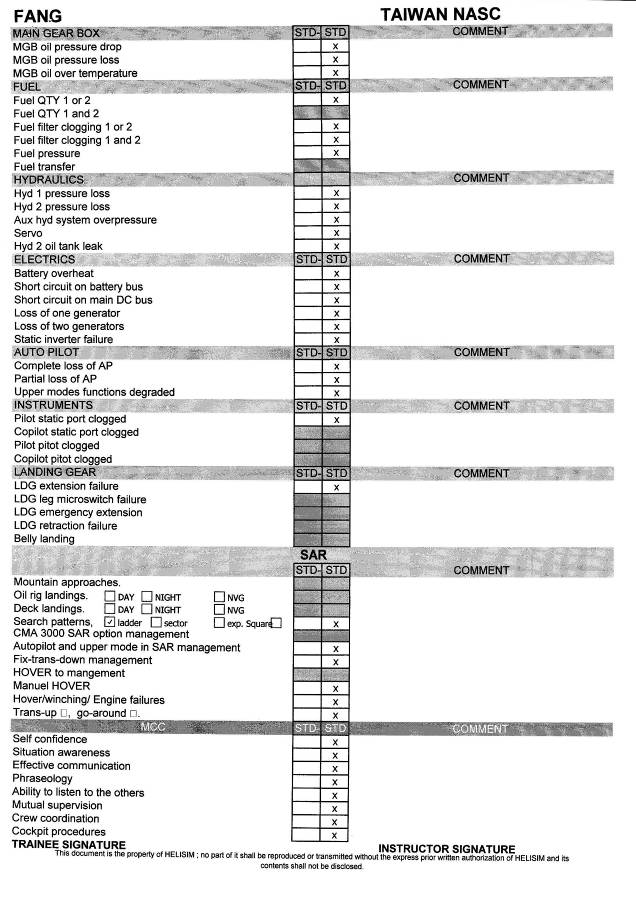 FANG TAIWAN NASC
MAIN GEAR BOX STD- STD COMMENT
MGB oil pressure drop x
MGB oil pressure loss x
MGB oil over temperature x
FUEL STD- STD COMMENT
Fuel QTY 1 or 2 x
Fuel QTY 1 and 2
Fuel filter clogging 1 or 2 x
Fuel filter clogging 1 and 2 x
Fuel pressure x
Fuel transfer
HYDRAULICS COMMENT
Hyd 1 pressure loss x
Hyd 2 pressure loss x
Aux hyd system overpressure x
Servo x
Hyd 2 oil tank leak x
ELECTRICS STD- STD COMMENT
Battery overheat x
Short circuit on battery bus x
Short circuit on main DC bus x
Loss of one generator x
Loss of two generators x
Static inverter failure x
AUTO PILOT STD- STD COMMENT
Complete loss of AP x
Partial loss of AP x
Upper modes functions degraded x
INSTRUMENTS STD- STD COMMENT
Pilot static port clogged x
Copilot static port clogged
Pilot pitot clogged
Copilot pitot clogged
LANDING GEAR STD- STD COMMENT
LDG extension failure x
LDG leg microswitch failure
LDG emergency extension
LDG retraction failure
Belly landing
SAR
STD- STD COMMENT
Mountain approaches.
Oil rig landings. ☐ DAY ☐ NIGHT ☐ NVG
Deck landings. ☐ DAY ☐ NIGHT ☐ NVG
Search patterns, ☑ ladder ☐ sector ☐ exp. Square ☐ x
CMA 3000 SAR option management
Autopilot and upper mode in SAR management x
Fix-trans-down management x
HOVER to mangement
Manuel HOVER x
Hover/winching/ Engine failures x
Trans-up ☐, go-around ☐. x
MCC STD- STD COMMENT
Self confidence x
Situation awareness x
Effective communication x
Phraseology x
Ability to listen to the others x
Mutual supervision x
Crew coordination x
Cockpit procedures x
TRAINEE SIGNATURE INSTRUCTOR SIGNATURE
This document is the property of HELISIM ; no part of it shall be reproduced or transmitted without the express prior written authorization of HELISIM and its
contents shall not be disclosed.